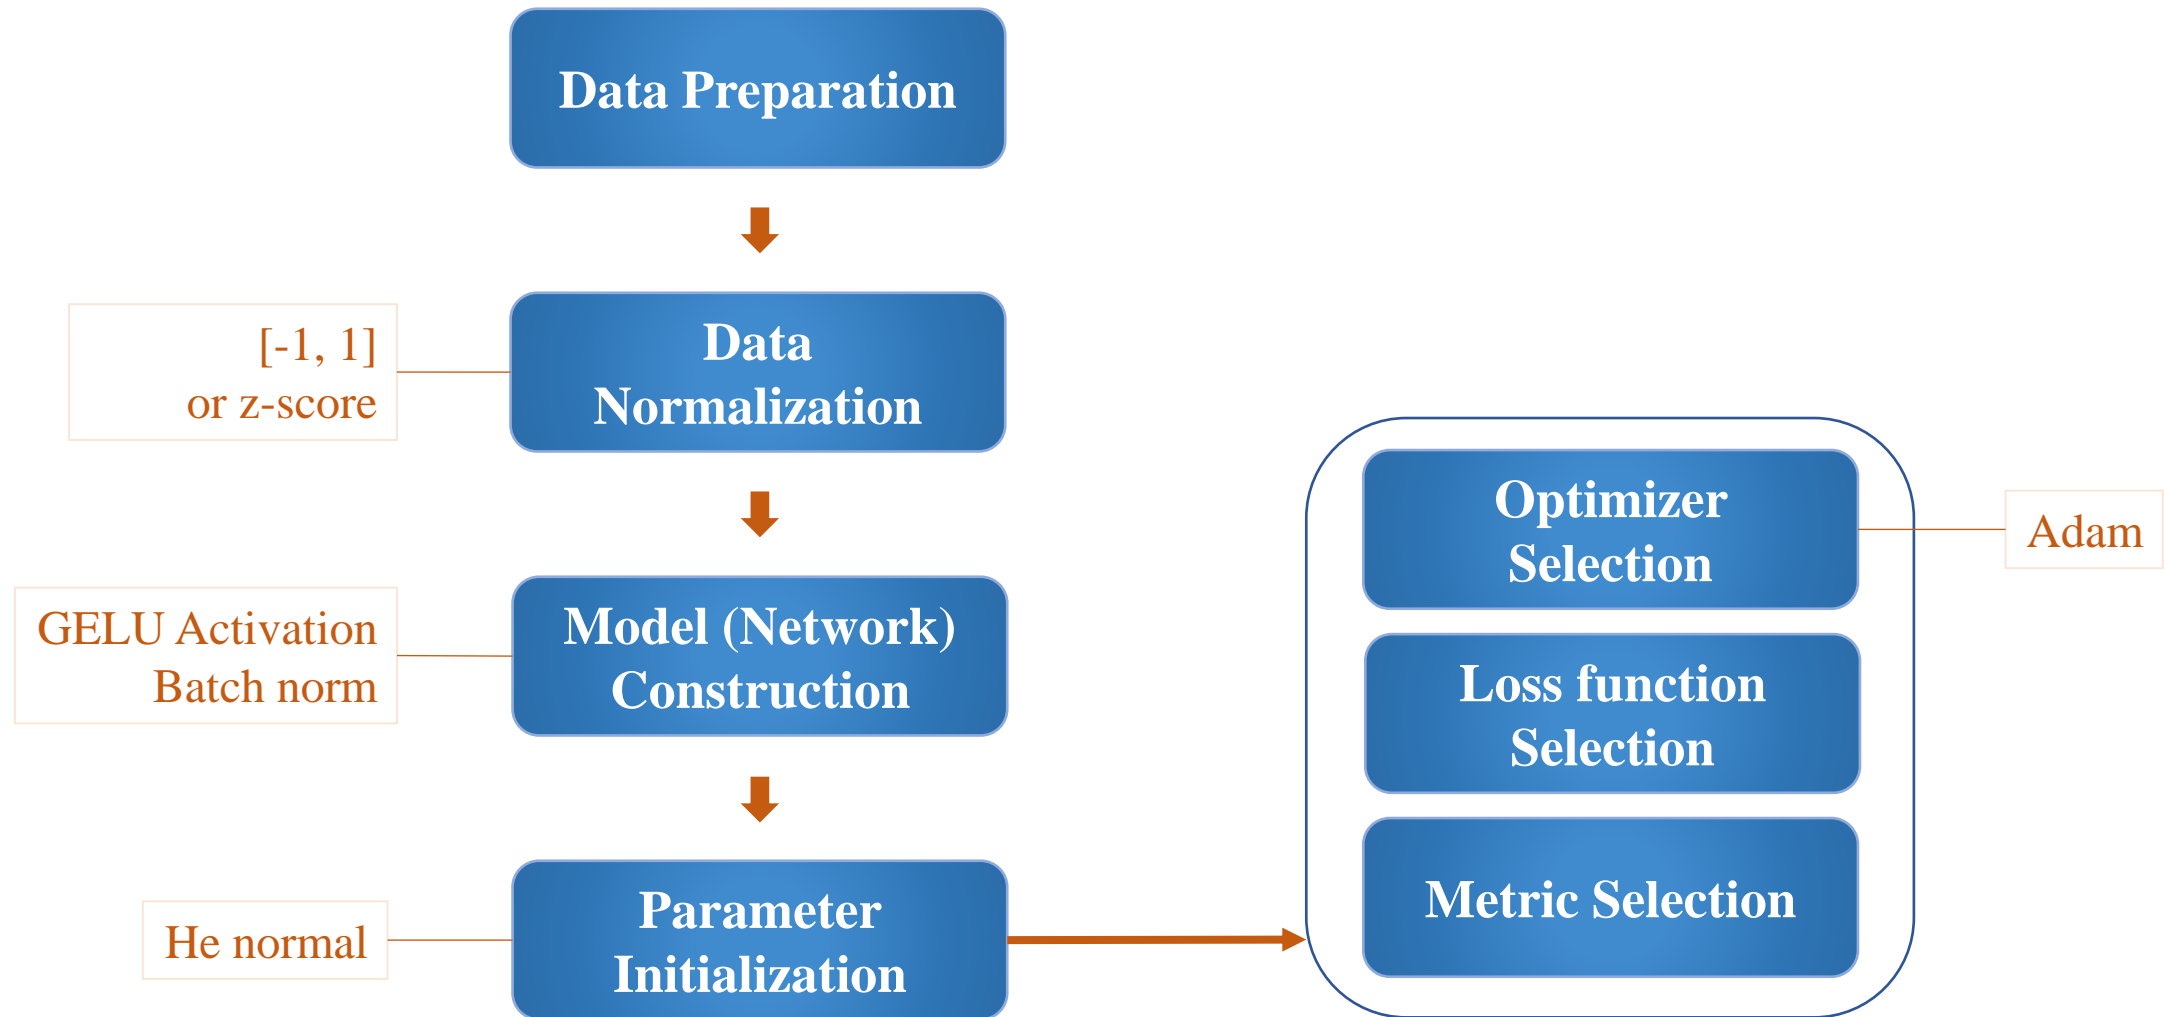 Data Preparation
[-1, 1]
or z-score
Data
Normalization
GELU Activation
Batch norm
Model (Network)
Construction
He normal
Parameter
Initialization
Optimizer
Selection
Adam
Loss function
Selection
Metric Selection